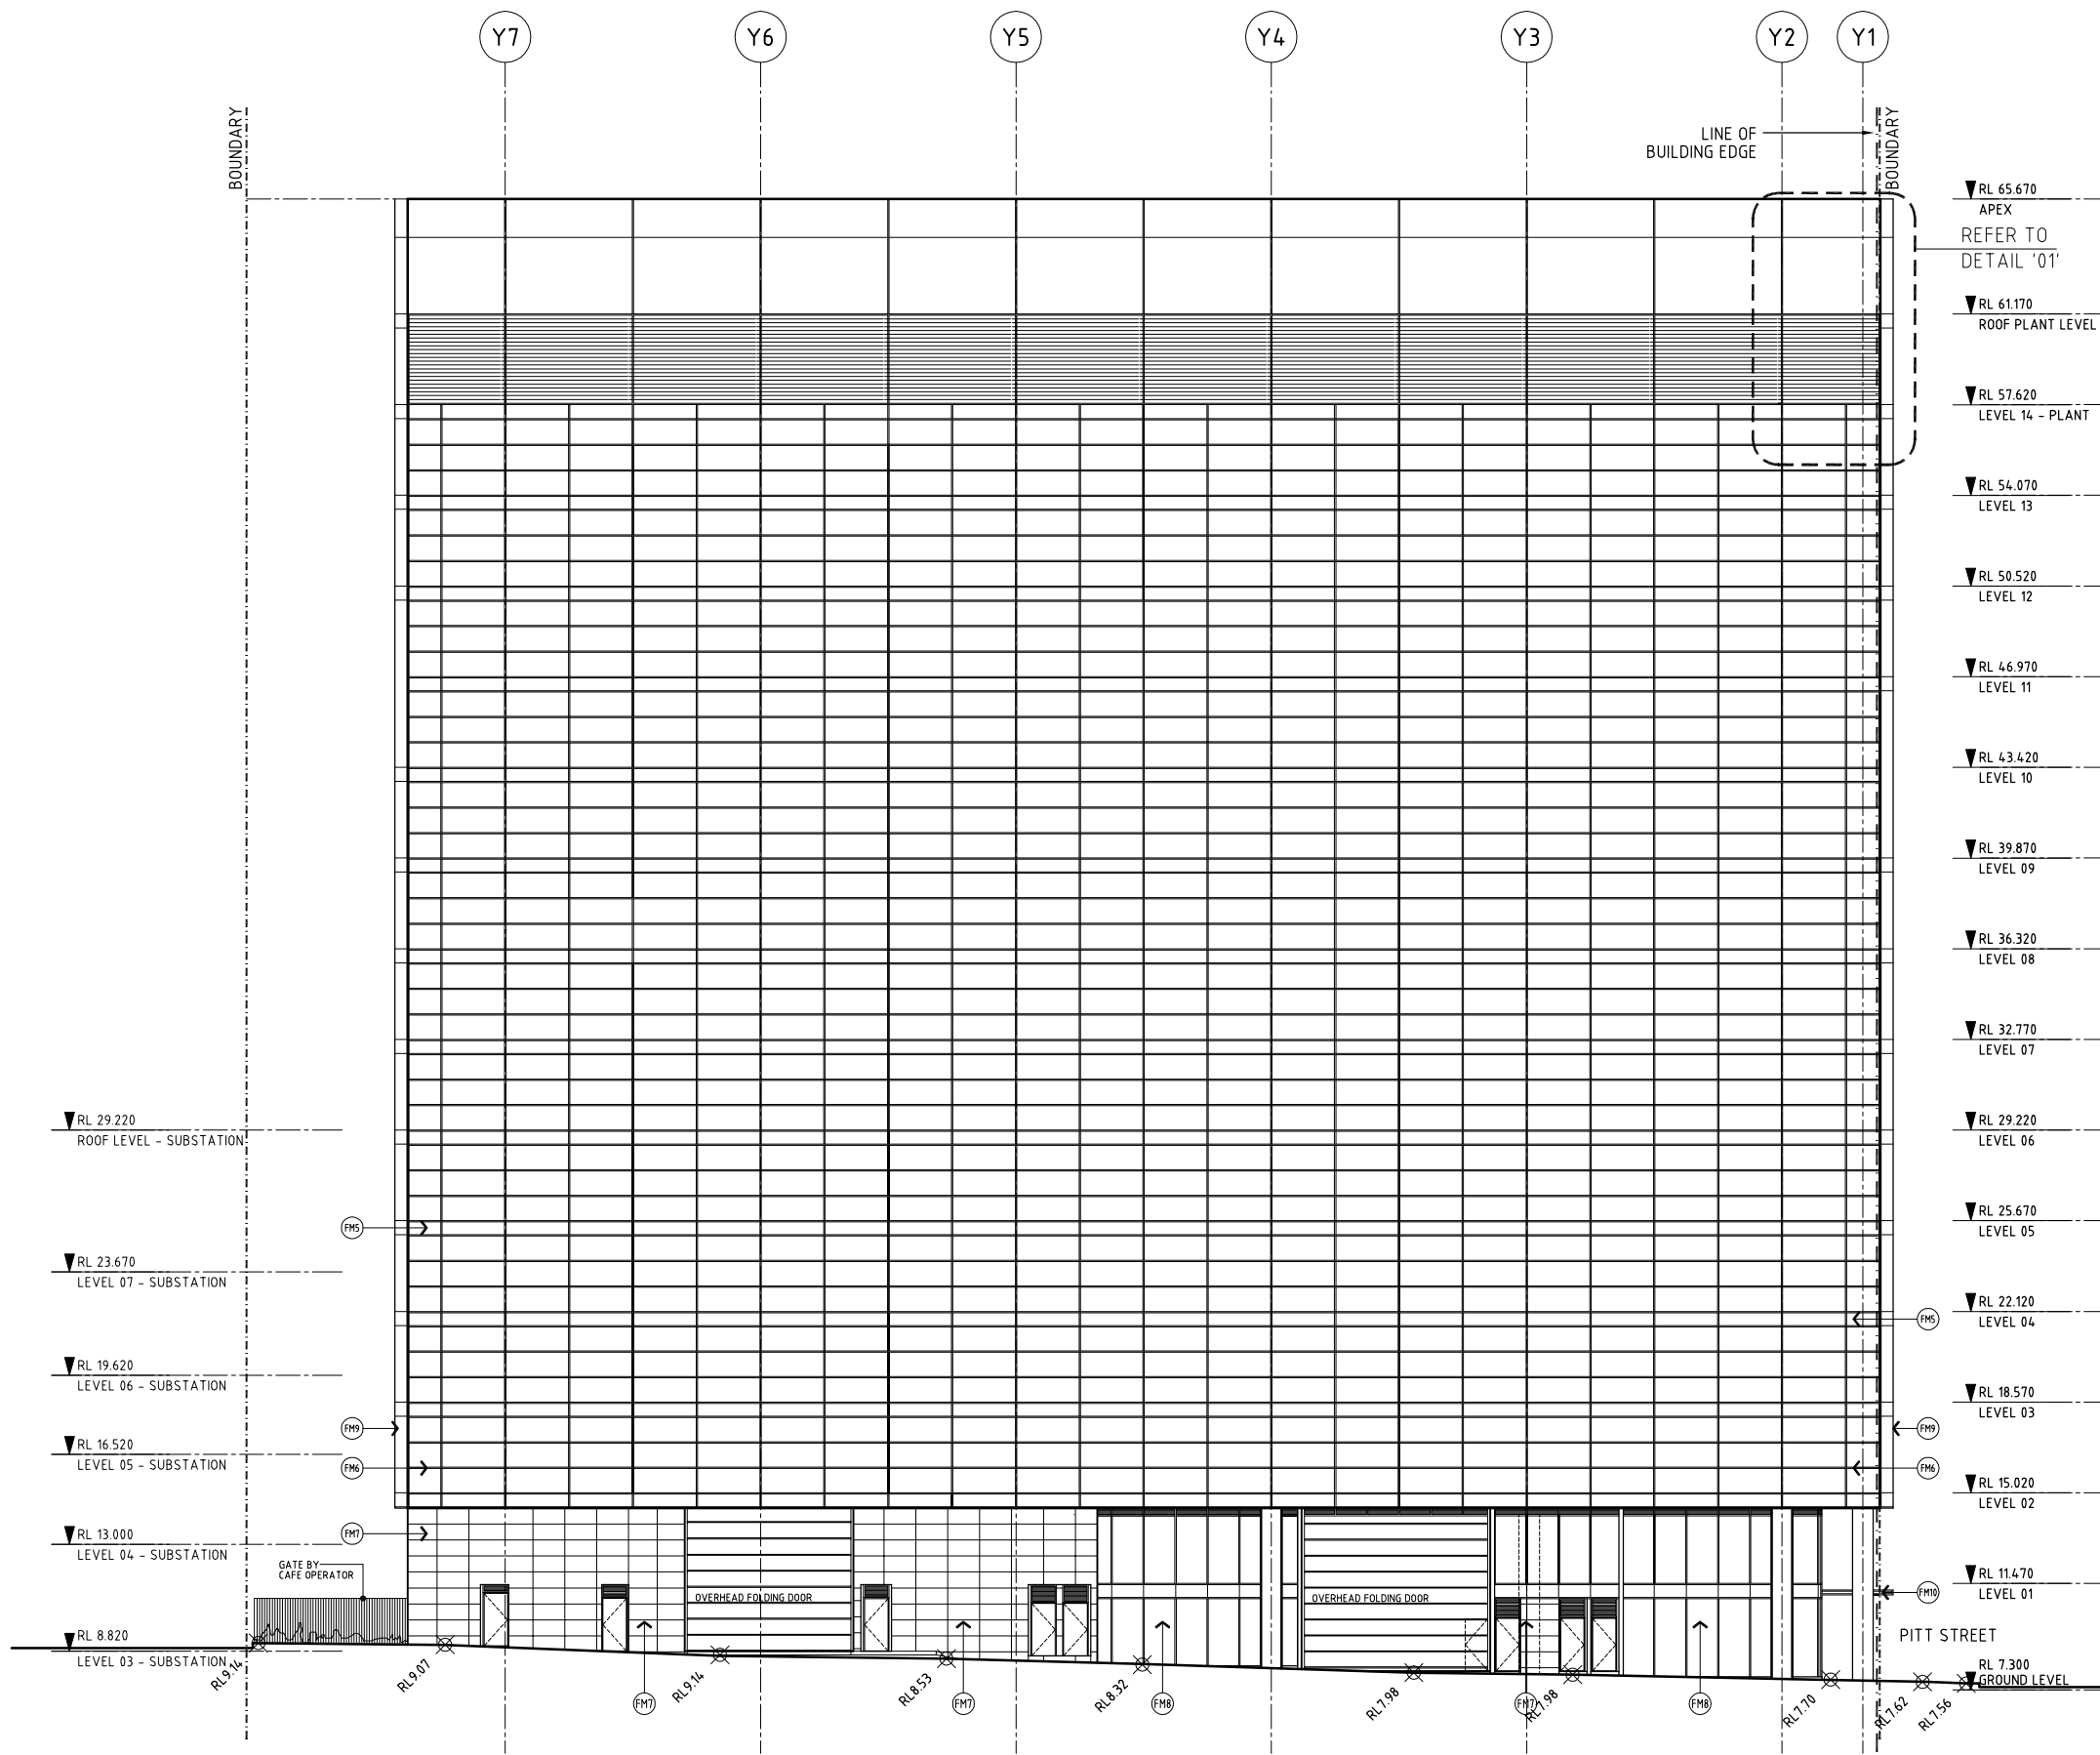 Y7
Y6
Y5
Y4
Y3
Y2
Y1
BOUNDARY
LINE OF
BUILDING EDGE
BOUNDARY
RL 65.670
APEX
REFER TO
DETAIL '01'
RL 61.170
ROOF PLANT LEVEL
RL 57.620
LEVEL 14 - PLANT
RL 54.070
LEVEL 13
RL 50.520
LEVEL 12
RL 46.970
LEVEL 11
RL 43.420
LEVEL 10
RL 39.870
LEVEL 09
RL 36.320
LEVEL 08
RL 32.770
LEVEL 07
RL 29.220
LEVEL 06
RL 25.670
LEVEL 05
RL 22.120
LEVEL 04
RL 18.570
LEVEL 03
RL 15.020
LEVEL 02
RL 11.470
LEVEL 01
PITT STREET
RL 7.300
GROUND LEVEL
RL 29.220
ROOF LEVEL - SUBSTATION
RL 23.670
LEVEL 07 - SUBSTATION
RL 19.620
LEVEL 06 - SUBSTATION
RL 16.520
LEVEL 05 - SUBSTATION
RL 13.000
LEVEL 04 - SUBSTATION
RL 8.820
LEVEL 03 - SUBSTATION
FM5
FM9
FM6
FM7
FM5
FM9
FM6
FM10
GATE BY
CAFE OPERATOR
OVERHEAD FOLDING DOOR
OVERHEAD FOLDING DOOR
RL9.14
RL9.07
FM7
RL9.14
RL8.53
FM7
RL8.32
FM8
RL7.98
FM7
RL7.98
FM8
RL7.70
RL7.62
RL7.56